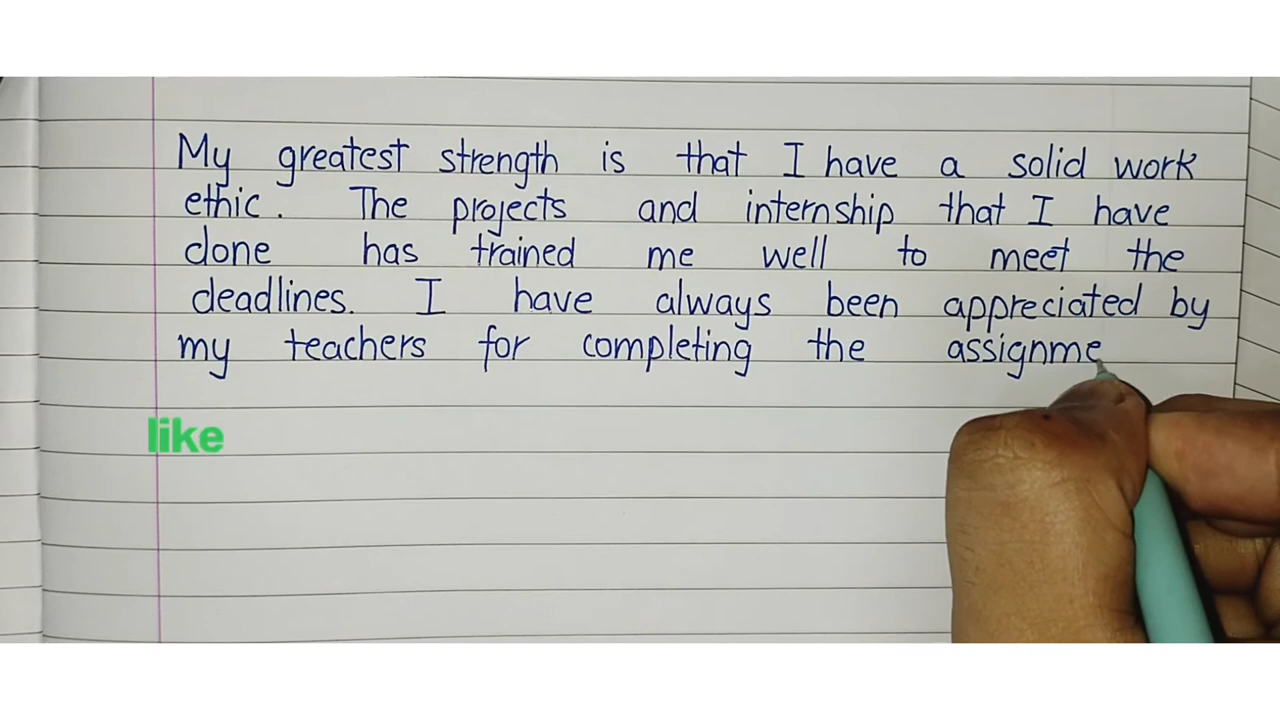 My greatest strength is that I have a solid work
ethic. The projects and internship that I have
done has trained me well to meet the
deadlines. I have always been appreciated by
my teachers for completing the assignme
like